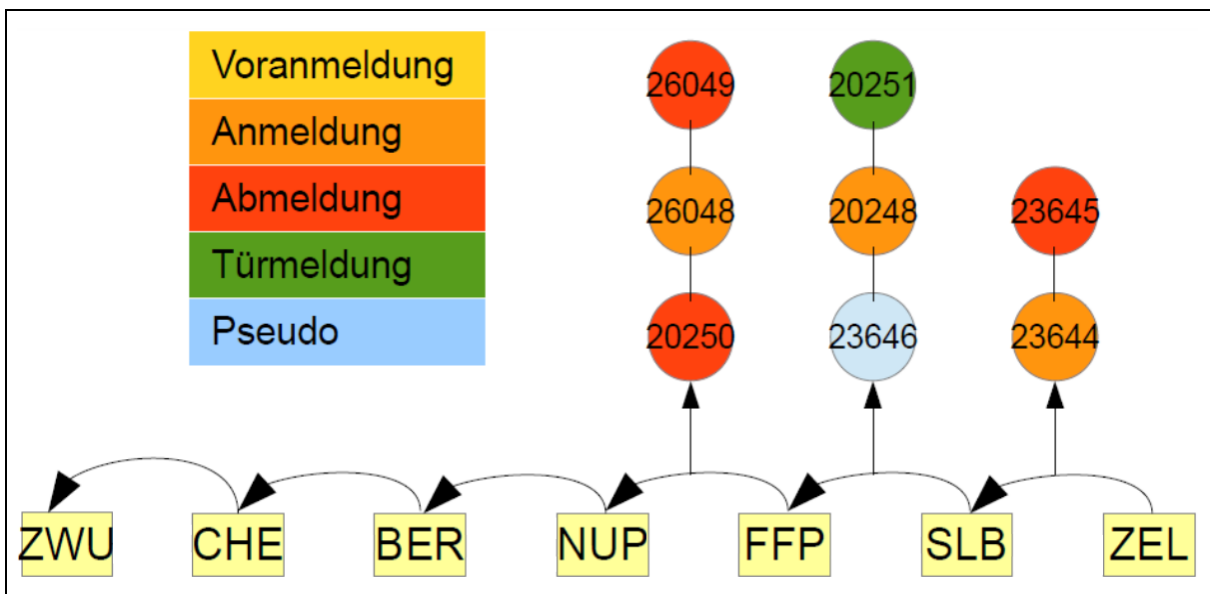 Voranmeldung
Anmeldung
Abmeldung
Türmeldung
Pseudo
26049 20251
26048 20248 23645
20250 23646 23644
ZWU CHE BER NUP FFP SLB ZEL